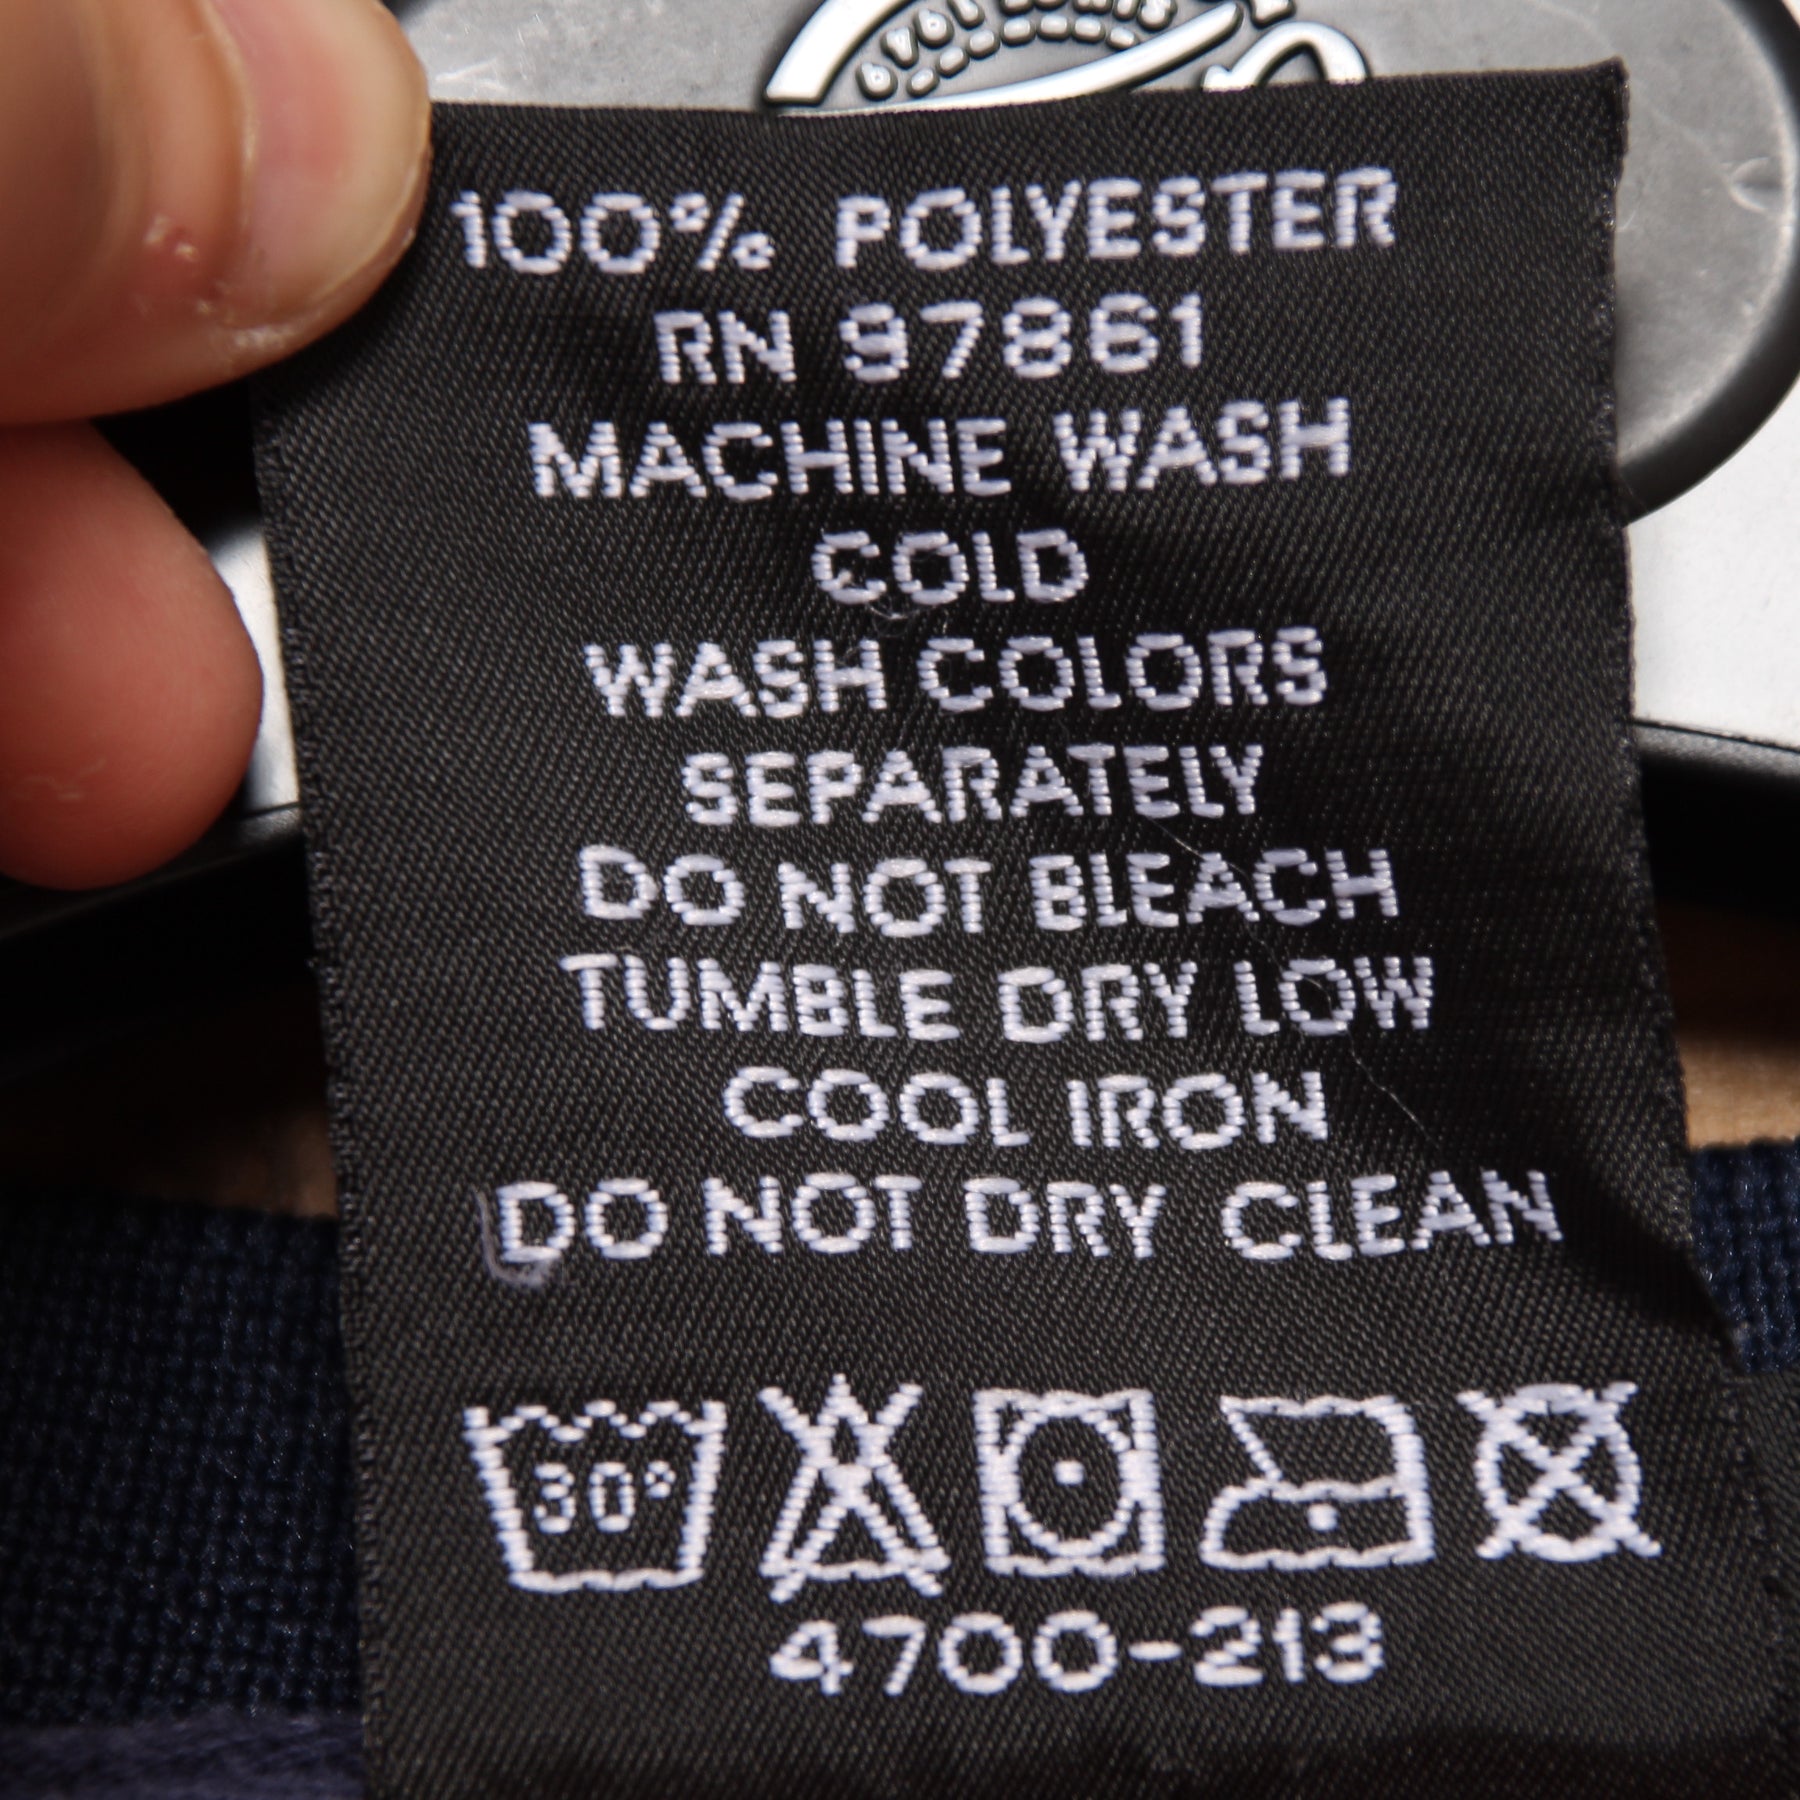 100% POLYESTER
RN 97861
MACHINE WASH
COLD
WASH COLORS
SEPARATELY
DO NOT BLEACH
TUMBLE DRY LOW
COOL IRON
DO NOT DRY CLEAN
30°
4700-213